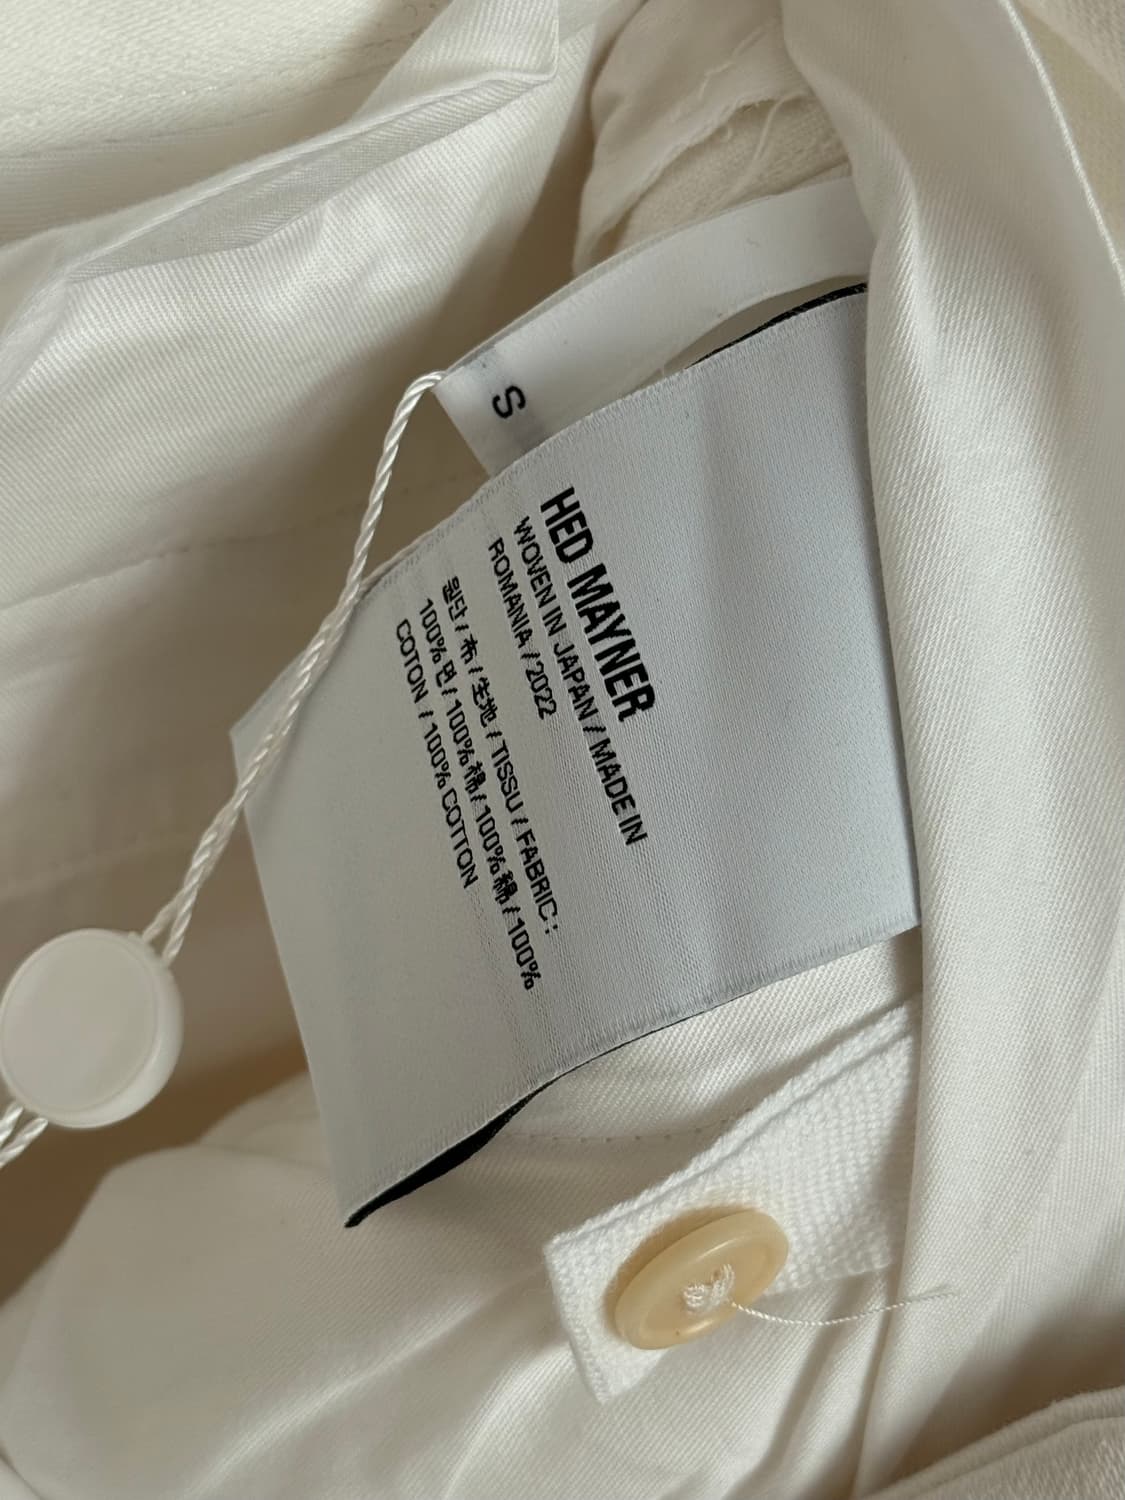 S
HED MAYNER
WOVEN IN JAPAN / MADE IN
ROMANIA / 2022
원단 / 布 / 生地 / TISSU / FABRIC :
100% 면 / 100% 棉 / 100% 綿 / 100%
COTON / 100% COTTON